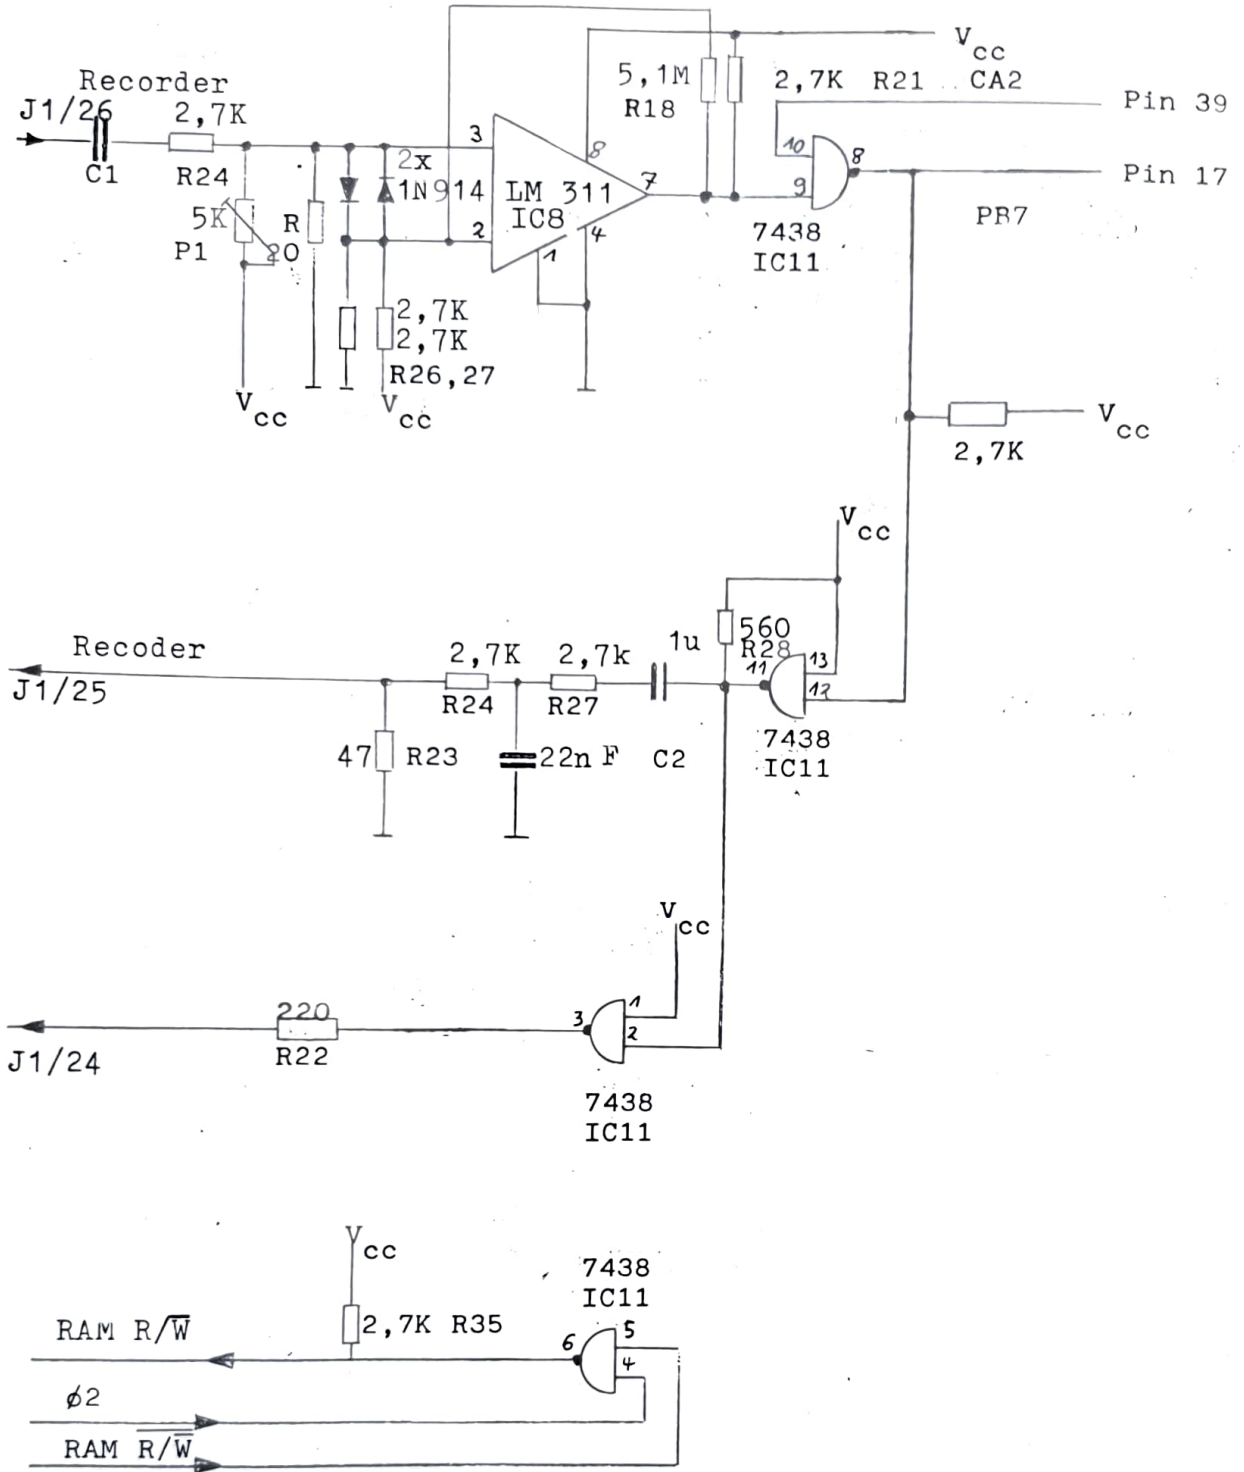 Vcc
Recorder
5,1M
2,7K R21 CA2
J1/26
2,7K
R18
Pin 39
3
8
10
C1
R24
2x
1N914
LM 311
IC8
7
9
8
Pin 17
5K
R
20
P1
2
1
4
7438
IC11
PB7
2,7K
2,7K
R26,27
Vcc
Vcc
Vcc
2,7K
Vcc
Recoder
J1/25
2,7K
R24
2,7k
R27
1u
560
R28
11
13
12
47
R23
22n F
C2
7438
IC11
Vcc
220
R22
3
1
2
J1/24
7438
IC11
Vcc
7438
IC11
RAM R/W̅
2,7K R35
6
5
4
ϕ2
RAM R/W̅